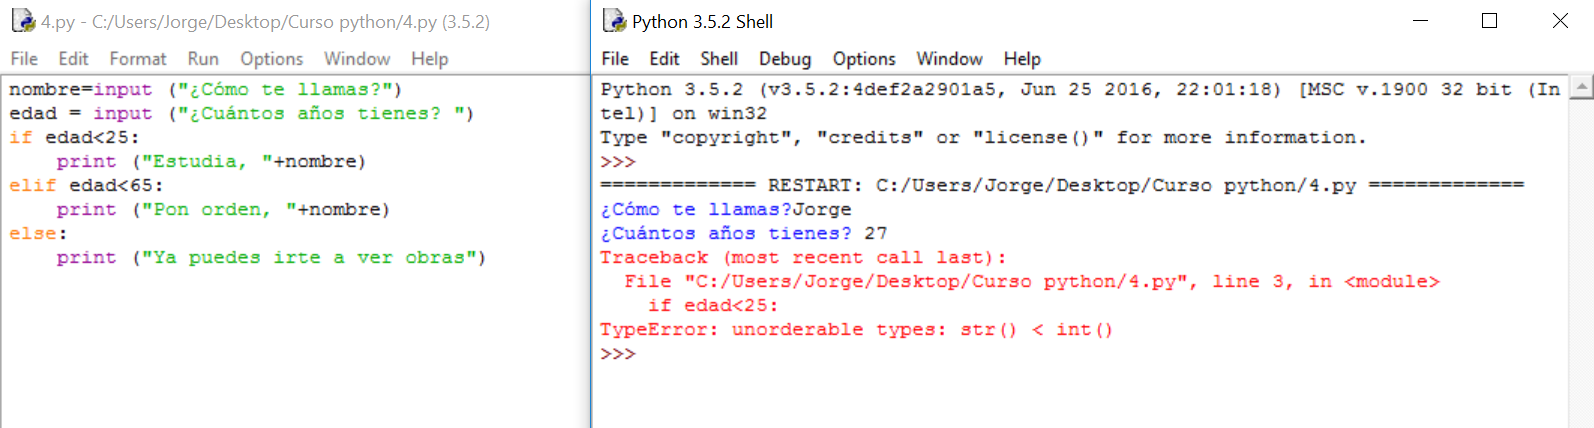 4.py - C:/Users/Jorge/Desktop/Curso python/4.py (3.5.2)
File Edit Format Run Options Window Help
nombre=input ("¿Cómo te llamas?")
edad = input ("¿Cuántos años tienes? ")
if edad<25:
    print ("Estudia, "+nombre)
elif edad<65:
    print ("Pon orden, "+nombre)
else:
    print ("Ya puedes irte a ver obras")
Python 3.5.2 Shell
File Edit Shell Debug Options Window Help
Python 3.5.2 (v3.5.2:4def2a2901a5, Jun 25 2016, 22:01:18) [MSC v.1900 32 bit (In
tel)] on win32
Type "copyright", "credits" or "license()" for more information.
>>>
============= RESTART: C:/Users/Jorge/Desktop/Curso python/4.py =============
¿Cómo te llamas?Jorge
¿Cuántos años tienes? 27
Traceback (most recent call last):
  File "C:/Users/Jorge/Desktop/Curso python/4.py", line 3, in <module>
    if edad<25:
TypeError: unorderable types: str() < int()
>>>